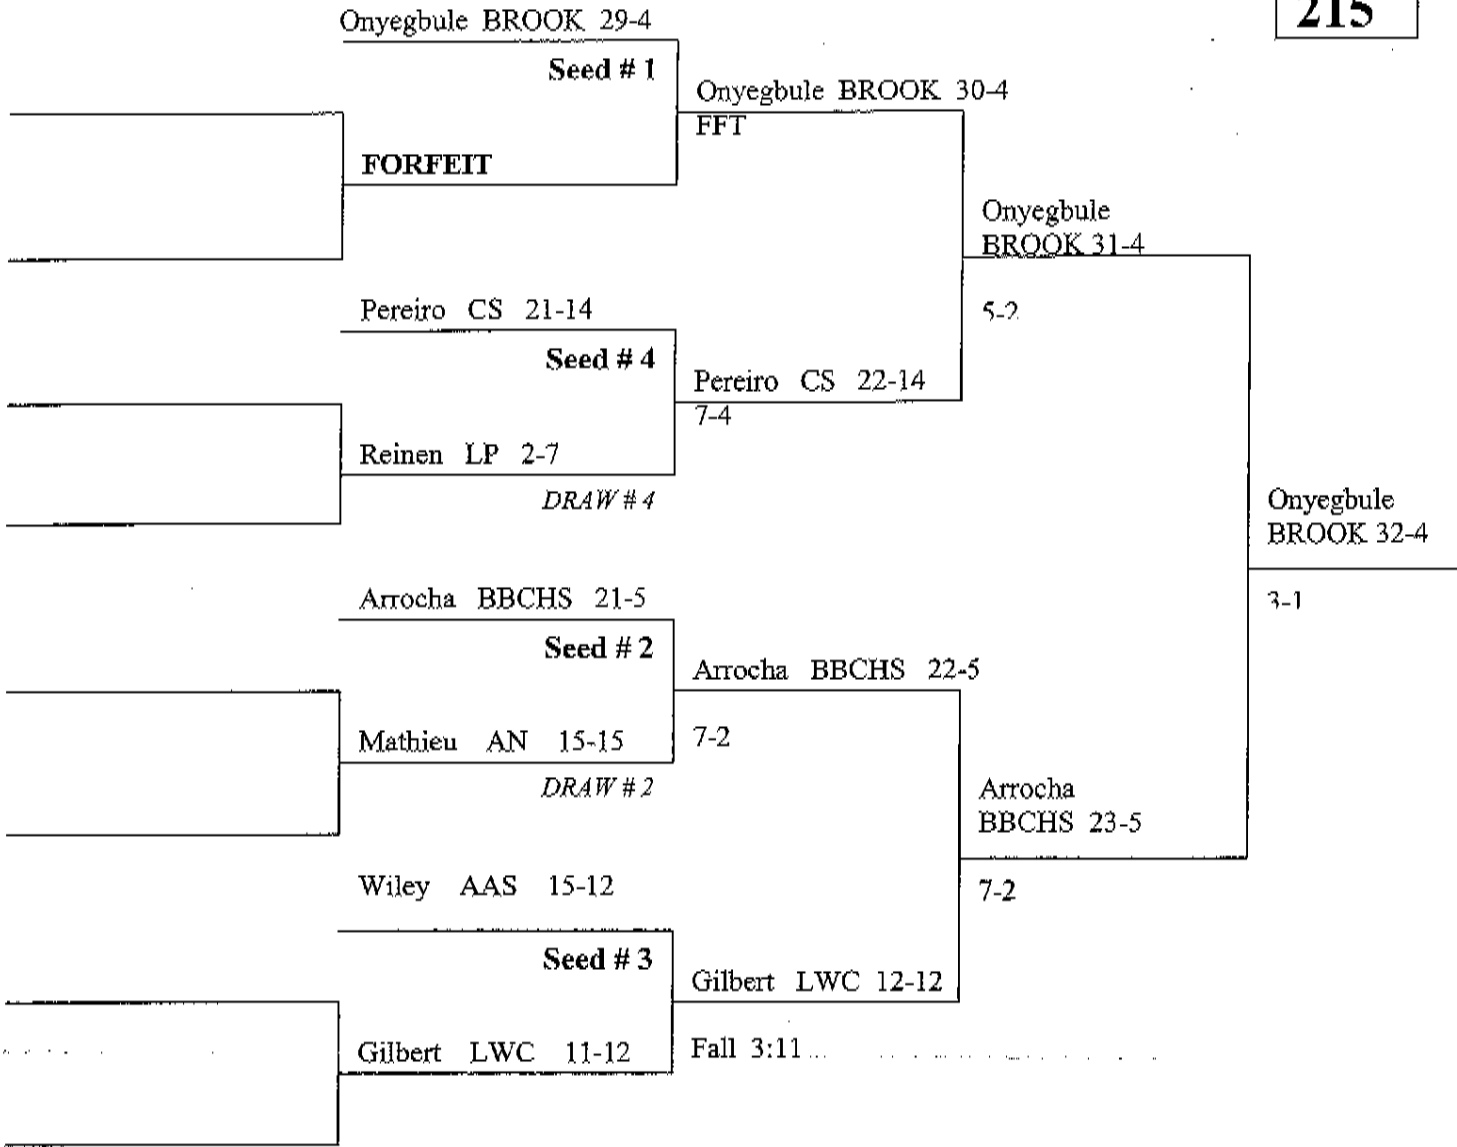 215
Onyegbule BROOK 29-4
Seed # 1
Onyegbule BROOK 30-4
FFT
FORFEIT
Onyegbule
BROOK 31-4
5-2
Pereiro CS 21-14
Seed # 4
Pereiro CS 22-14
7-4
Reinen LP 2-7
DRAW # 4
Onyegbule
BROOK 32-4
3-1
Arrocha BBCHS 21-5
Seed # 2
Arrocha BBCHS 22-5
7-2
Mathieu AN 15-15
DRAW # 2
Arrocha
BBCHS 23-5
7-2
Wiley AAS 15-12
Seed # 3
Gilbert LWC 12-12
Fall 3:11
Gilbert LWC 11-12